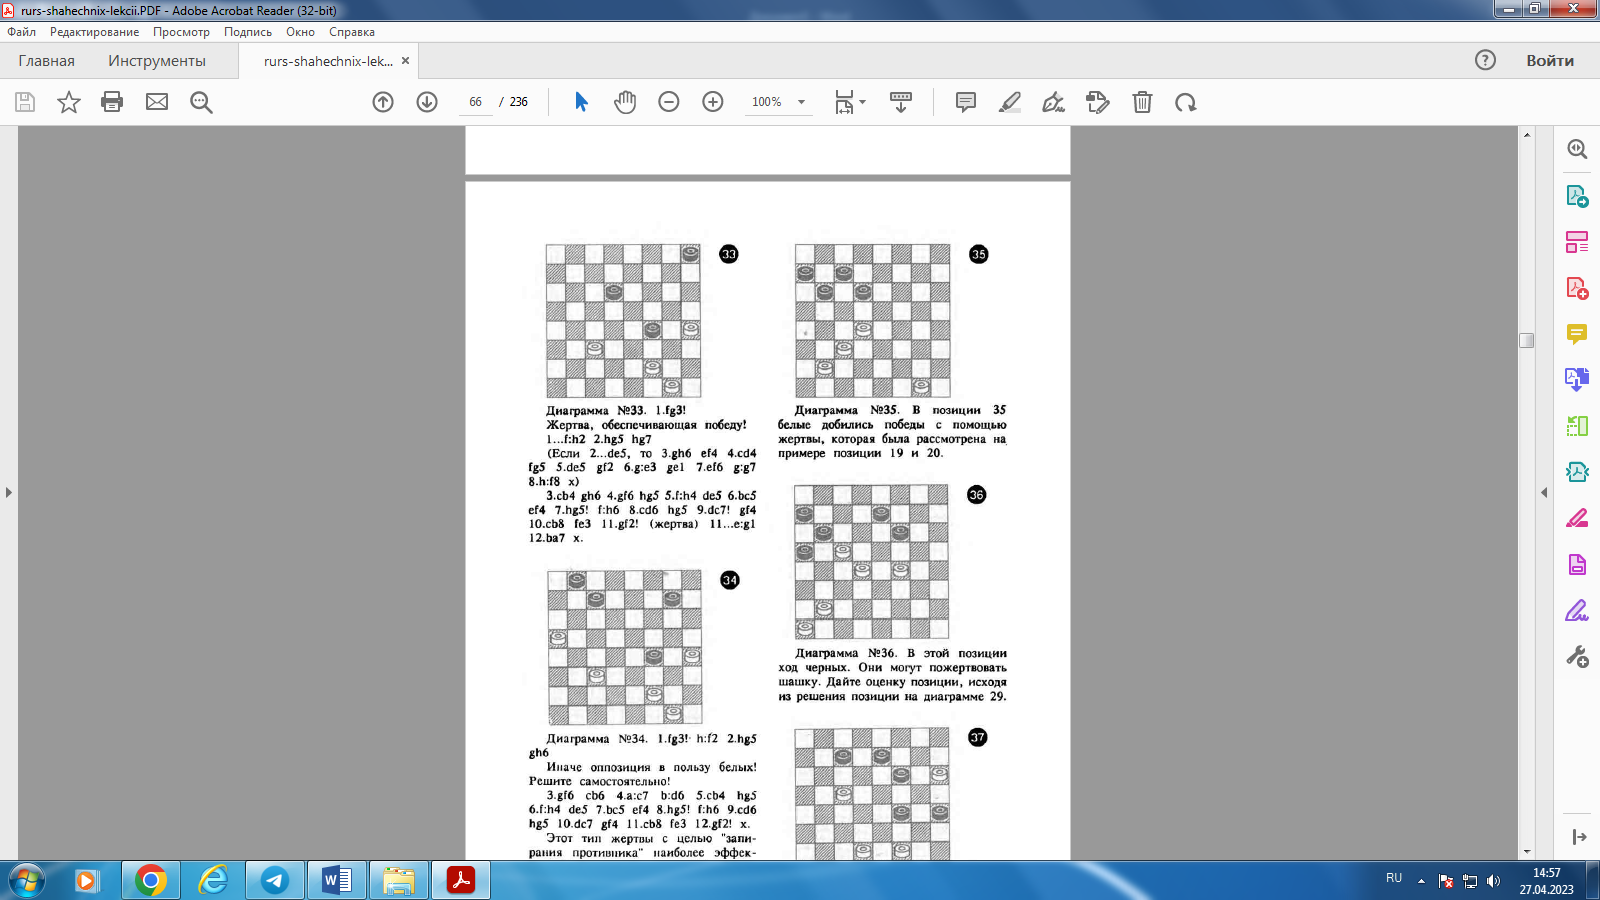 rurs-shahechnix-lekcii.PDF - Adobe Acrobat Reader (32-bit)
Файл Редактирование Просмотр Подпись Окно Справка
Главная Инструменты rurs-shahechnix-lek... × Войти
66 / 236 100%
33
Диаграмма №33. 1.fg3!
Жертва, обеспечивающая победу!
1...f:h2 2.hg5 hg7
(Если 2...de5, то 3.gh6 ef4 4.cd4
fg5 5.de5 gf2 6.g:e3 ge1 7.ef6 g:g7
8.h:f8 x)
3.cb4 gh6 4.gf6 hg5 5.f:h4 de5 6.bc5
ef4 7.hg5! f:h6 8.cd6 hg5 9.dc7! gf4
10.cb8 fe3 11.gf2! (жертва) 11...e:g1
12.ba7 x.
34
Диаграмма №34. 1.fg3! h:f2 2.hg5
gh6
Иначе оппозиция в пользу белых!
Решите самостоятельно!
3.gf6 cb6 4.a:c7 b:d6 5.cb4 hg5
6.f:h4 de5 7.bc5 ef4 8.hg5! f:h6 9.cd6
hg5 10.dc7 gf4 11.cb8 fe3 12.gf2! x.
Этот тип жертвы с целью "запи-
рания противника" наиболее эффек-
35
Диаграмма №35. В позиции 35
белые добились победы с помощью
жертвы, которая была рассмотрена на
примере позиции 19 и 20.
36
Диаграмма №36. В этой позиции
ход черных. Они могут пожертвовать
шашку. Дайте оценку позиции, исходя
из решения позиции на диаграмме 29.
37
RU
14:57
27.04.2023